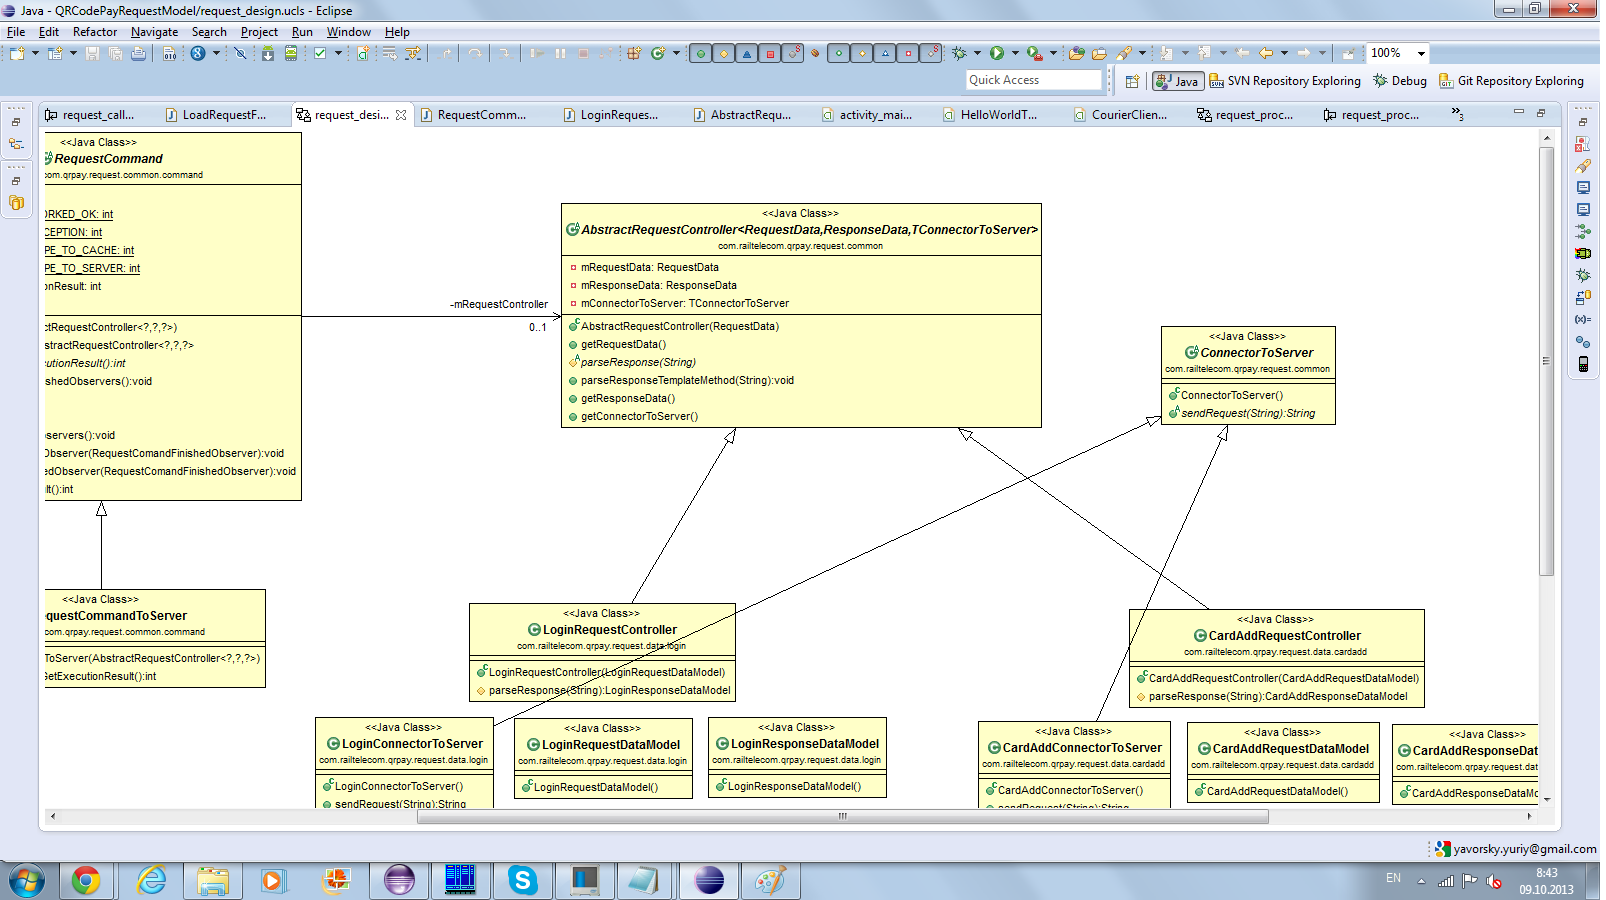 Java - QRCodePayRequestModel/request_design.ucls - Eclipse
File Edit Refactor Navigate Search Project Run Window Help
100%
Quick Access
Java SVN Repository Exploring Debug Git Repository Exploring
request_call... LoadRequestF... request_desi... RequestComm... LoginReques... AbstractRequ... activity_mai... HelloWorldT... CourierClien... request_proc... request_proc... »3
<<Java Class>>
RequestCommand
com.qrpay.request.common.command
ORKED_OK: int
CEPTION: int
PE_TO_CACHE: int
PE_TO_SERVER: int
onResult: int
ctRequestController<?,?,?>)
stractRequestController<?,?,?>
cutionResult():int
ishedObservers():void
servers():void
Observer(RequestComandFinishedObserver):void
edObserver(RequestComandFinishedObserver):void
lt():int
-mRequestController
0..1
<<Java Class>>
AbstractRequestController<RequestData,ResponseData,TConnectorToServer>
com.railtelecom.qrpay.request.common
mRequestData: RequestData
mResponseData: ResponseData
mConnectorToServer: TConnectorToServer
AbstractRequestController(RequestData)
getRequestData()
parseResponse(String)
parseResponseTemplateMethod(String):void
getResponseData()
getConnectorToServer()
<<Java Class>>
ConnectorToServer
com.railtelecom.qrpay.request.common
ConnectorToServer()
sendRequest(String):String
<<Java Class>>
equestCommandToServer
com.qrpay.request.common.command
ToServer(AbstractRequestController<?,?,?>)
GetExecutionResult():int
<<Java Class>>
LoginRequestController
com.railtelecom.qrpay.request.data.login
LoginRequestController(LoginRequestDataModel)
parseResponse(String):LoginResponseDataModel
<<Java Class>>
CardAddRequestController
com.railtelecom.qrpay.request.data.cardadd
CardAddRequestController(CardAddRequestDataModel)
parseResponse(String):CardAddResponseDataModel
<<Java Class>>
LoginConnectorToServer
com.railtelecom.qrpay.request.data.login
LoginConnectorToServer()
sendRequest(String):String
<<Java Class>>
LoginRequestDataModel
com.railtelecom.qrpay.request.data.login
LoginRequestDataModel()
<<Java Class>>
LoginResponseDataModel
com.railtelecom.qrpay.request.data.login
LoginResponseDataModel()
<<Java Class>>
CardAddConnectorToServer
com.railtelecom.qrpay.request.data.cardadd
CardAddConnectorToServer()
sendRequest(String):String
<<Java Class>>
CardAddRequestDataModel
com.railtelecom.qrpay.request.data.cardadd
CardAddRequestDataModel()
<<Java Class>>
CardAddResponseDat
com.railtelecom.qrpay.request.dat
CardAddResponseDataMo
yavorsky.yuriy@gmail.com
EN
8:43
09.10.2013